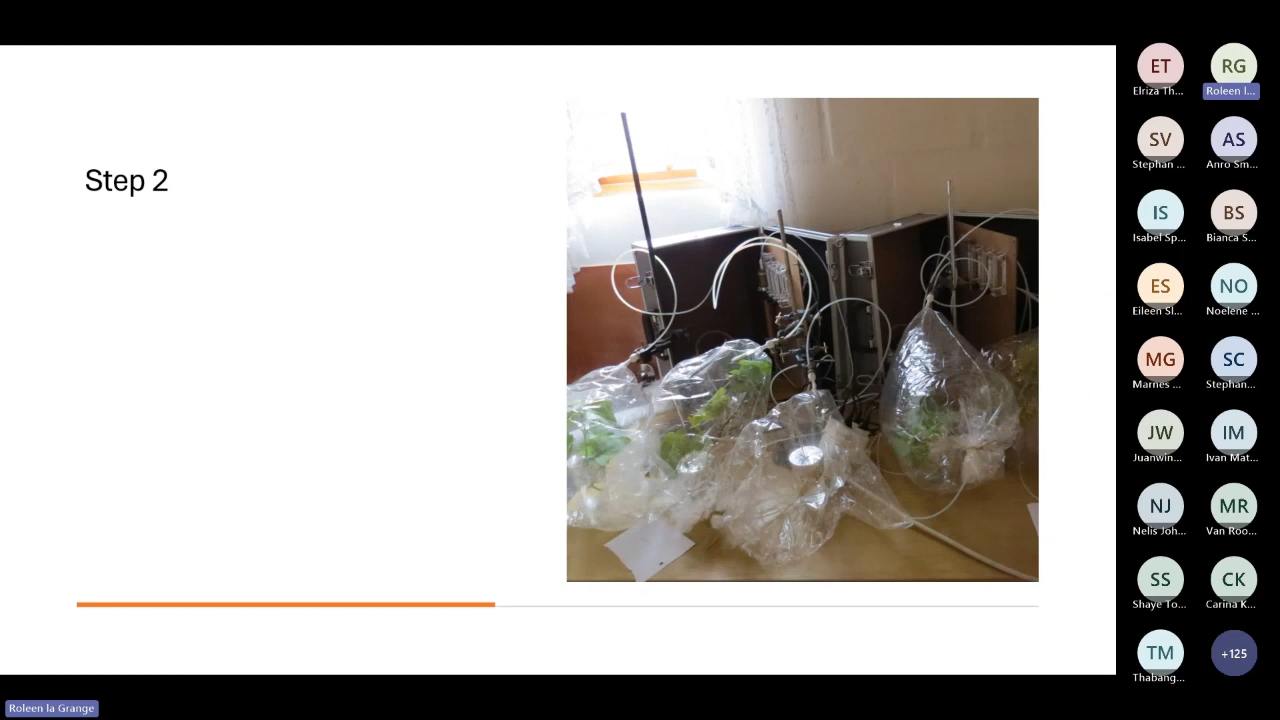 Step 2
ET
RG
Elriza Th...
Roleen l...
SV
AS
Stephan ...
Anro Sm...
IS
BS
Isabel Sp...
Bianca S...
ES
NO
Eileen Sl...
Noelene ...
MG
SC
Marnes ...
Stephan...
JW
IM
Juanwin...
Ivan Mat...
NJ
MR
Nelis Joh...
Van Roo...
SS
CK
Shaye To...
Carina K...
TM
+125
Thabang...
Roleen la Grange